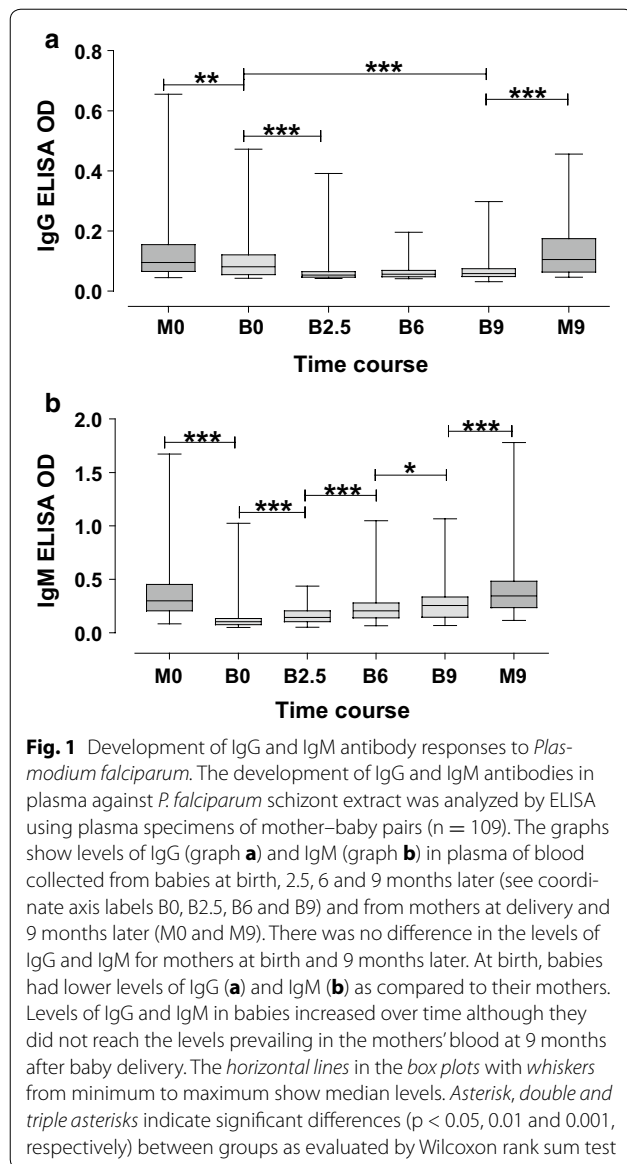 a
0.8
** *** ***
0.6
***
IgG ELISA OD
0.4
0.2
0.0
M0 B0 B2.5 B6 B9 M9
Time course
b
2.0
*** ***
1.5
*** *
***
IgM ELISA OD
1.0
0.5
0.0
M0 B0 B2.5 B6 B9 M9
Time course
Fig. 1 Development of IgG and IgM antibody responses to Plas-
modium falciparum. The development of IgG and IgM antibodies in
plasma against P. falciparum schizont extract was analyzed by ELISA
using plasma specimens of mother–baby pairs (n = 109). The graphs
show levels of IgG (graph a) and IgM (graph b) in plasma of blood
collected from babies at birth, 2.5, 6 and 9 months later (see coordi-
nate axis labels B0, B2.5, B6 and B9) and from mothers at delivery and
9 months later (M0 and M9). There was no difference in the levels of
IgG and IgM for mothers at birth and 9 months later. At birth, babies
had lower levels of IgG (a) and IgM (b) as compared to their mothers.
Levels of IgG and IgM in babies increased over time although they
did not reach the levels prevailing in the mothers' blood at 9 months
after baby delivery. The horizontal lines in the box plots with whiskers
from minimum to maximum show median levels. Asterisk, double and
triple asterisks indicate significant differences (p < 0.05, 0.01 and 0.001,
respectively) between groups as evaluated by Wilcoxon rank sum test